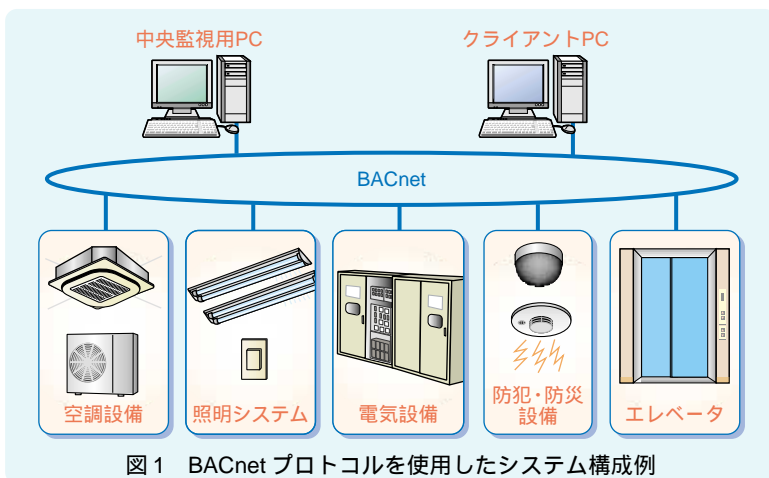 中央監視用PC
クライアントPC
BACnet
空調設備
照明システム
電気設備
防犯・防災
設備
エレベータ
図1 BACnet プロトコルを使用したシステム構成例